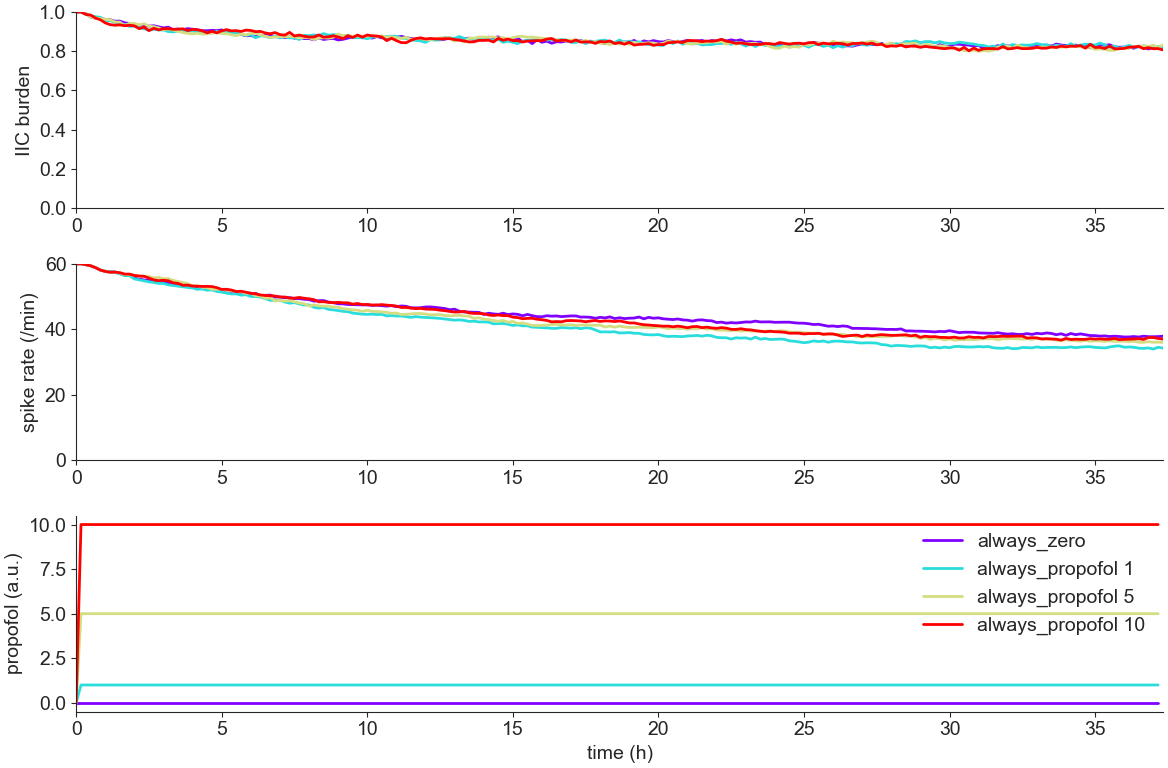 IIC burden
1.0
0.8
0.6
0.4
0.2
0.0
0 5 10 15 20 25 30 35
spike rate (/min)
60
40
20
0
0 5 10 15 20 25 30 35
propofol (a.u.)
10.0
7.5
5.0
2.5
0.0
always_zero
always_propofol 1
always_propofol 5
always_propofol 10
0 5 10 15 20 25 30 35
time (h)